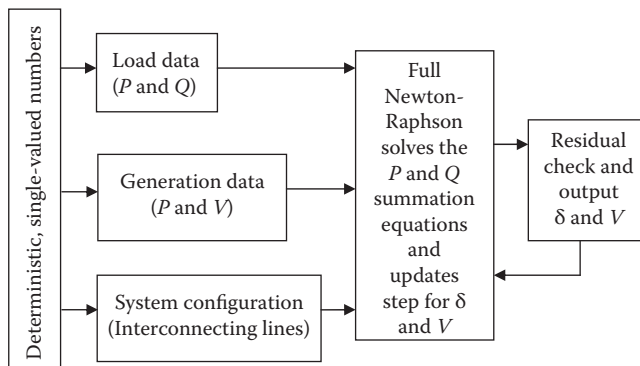 Deterministic, single-valued numbers
Load data
(P and Q)
Generation data
(P and V)
System configuration
(Interconnecting lines)
Full
Newton-
Raphson
solves the
P and Q
summation
equations
and
updates
step for δ
and V
Residual
check and
output
δ and V